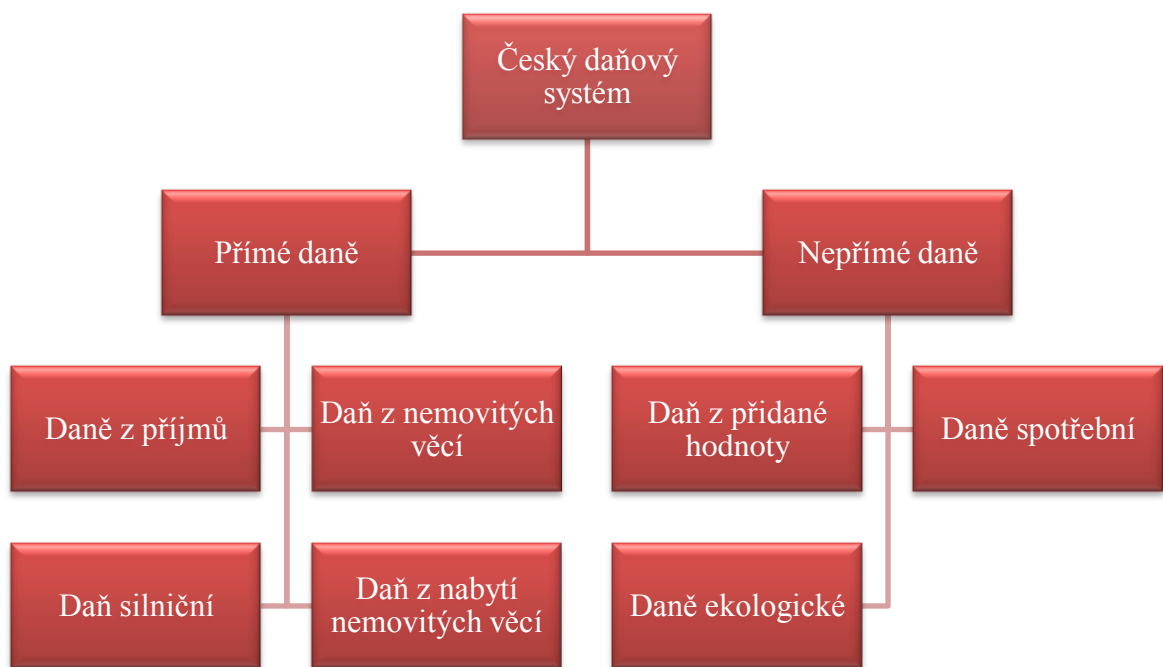 Český daňový
systém
Přímé daně
Nepřímé daně
Daně z příjmů
Daň z nemovitých
věcí
Daň z přidané
hodnoty
Daně spotřební
Daň silniční
Daň z nabytí
nemovitých věcí
Daně ekologické